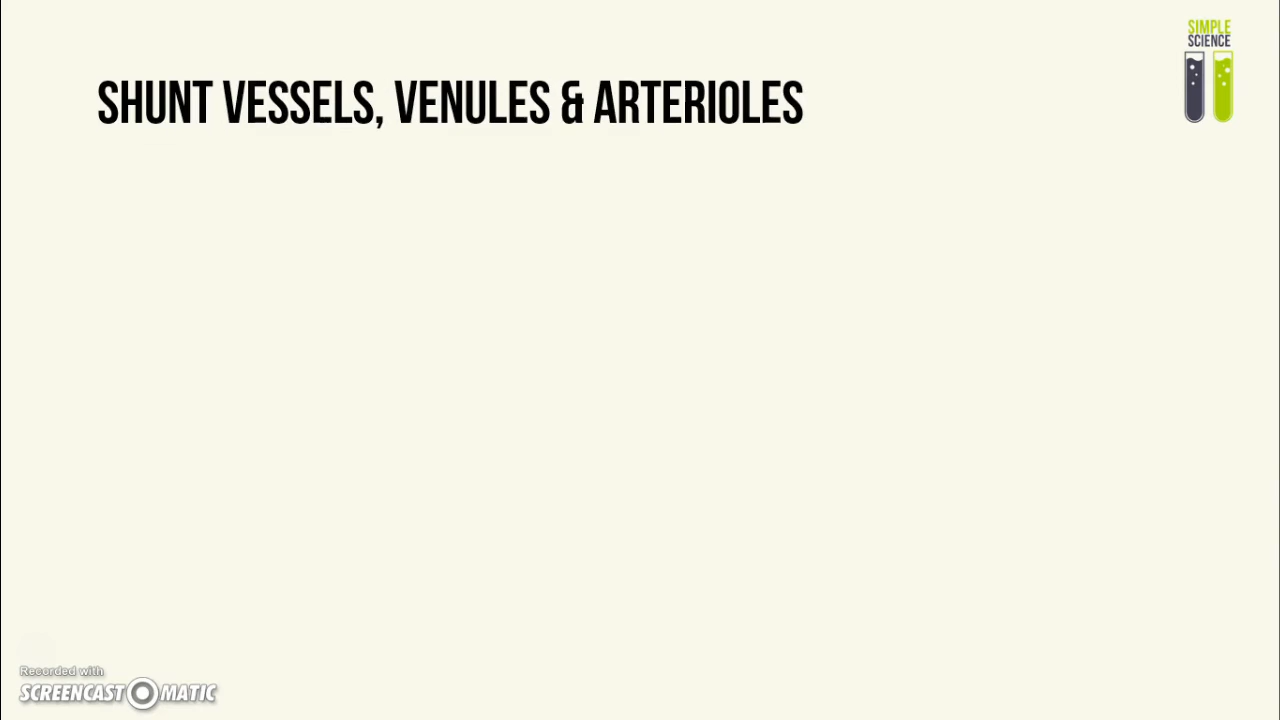 SIMPLE
SCIENCE
SHUNT VESSELS, VENULES & ARTERIOLES
Recorded with
SCREENCAST MATIC